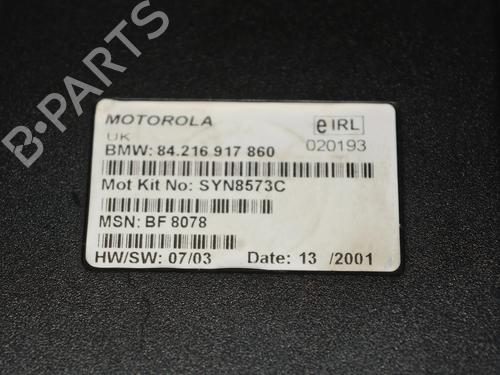 B-PARTS
MOTOROLA
e IRL
UK
020193
BMW: 84.216 917 860
Mot Kit No: SYN8573C
MSN: BF 8078
HW/SW: 07/03 Date: 13 /2001